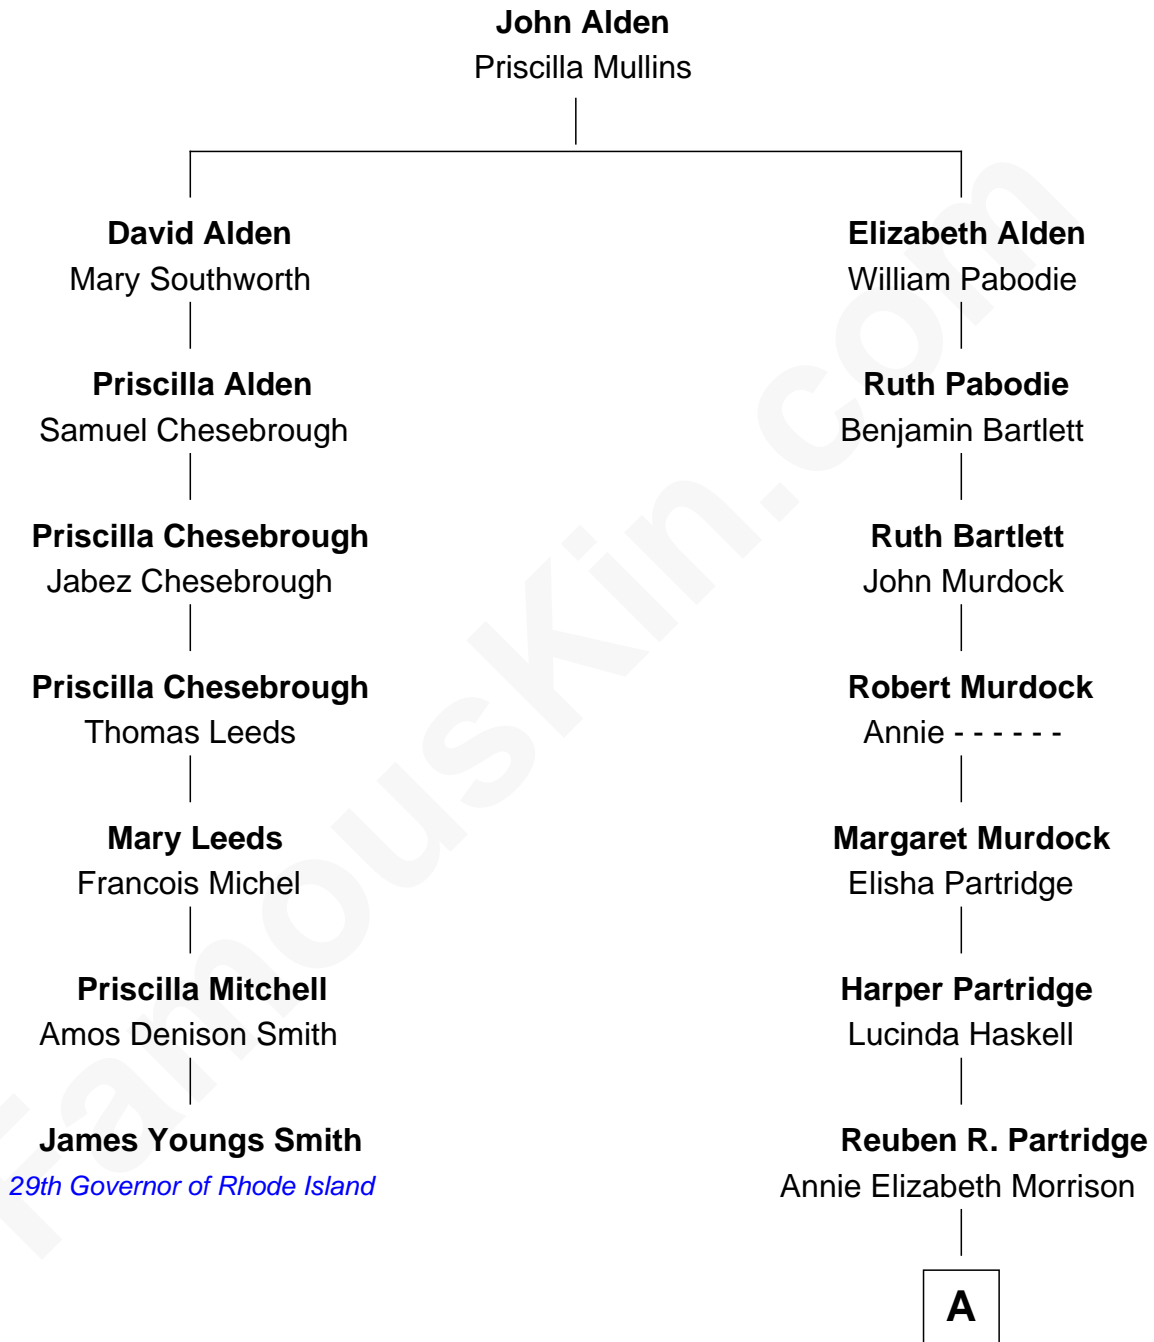 John Alden
Priscilla Mullins
David Alden
Mary Southworth
Elizabeth Alden
William Pabodie
Priscilla Alden
Samuel Chesebrough
Ruth Pabodie
Benjamin Bartlett
Priscilla Chesebrough
Jabez Chesebrough
Ruth Bartlett
John Murdock
Priscilla Chesebrough
Thomas Leeds
Robert Murdock
Annie - - - - - -
Mary Leeds
Francois Michel
Margaret Murdock
Elisha Partridge
Priscilla Mitchell
Amos Denison Smith
Harper Partridge
Lucinda Haskell
James Youngs Smith
29th Governor of Rhode Island
Reuben R. Partridge
Annie Elizabeth Morrison
A
FamousKin.com